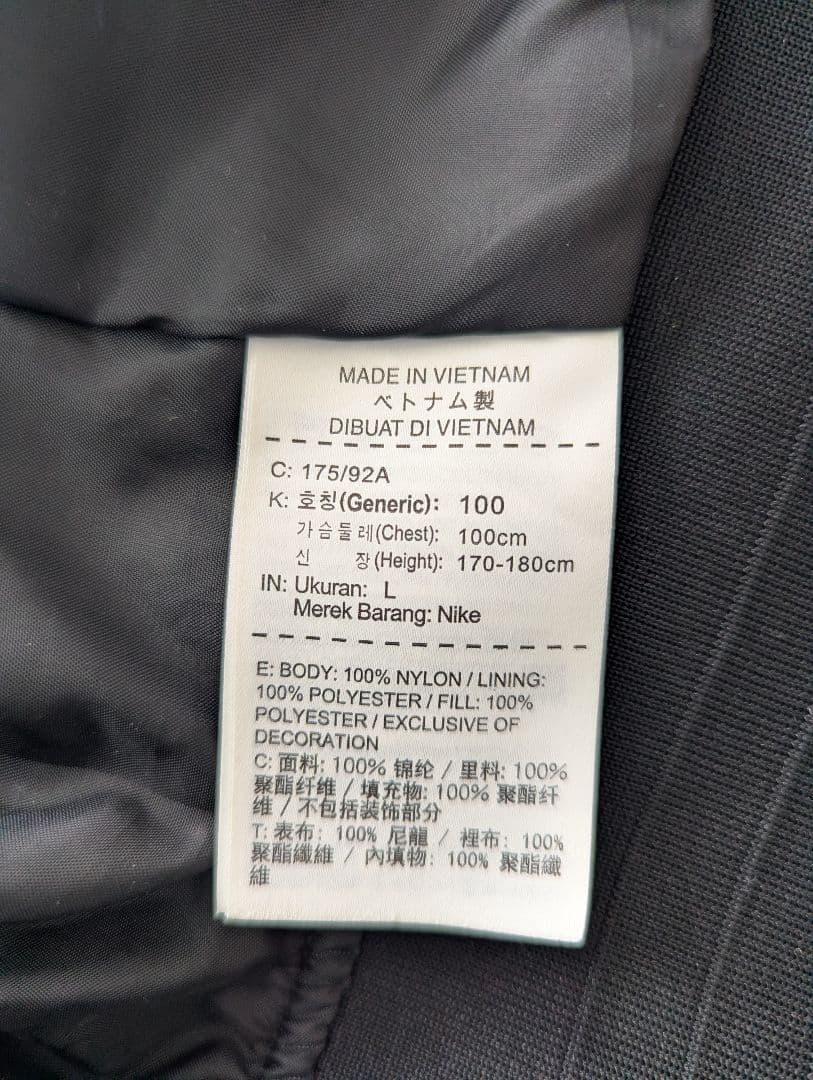 MADE IN VIETNAM
ベトナム製
DIBUAT DI VIETNAM
C: 175/92A
K: 호칭(Generic): 100
가슴둘레(Chest): 100cm
신 장(Height): 170-180cm
IN: Ukuran: L
Merek Barang: Nike
E: BODY: 100% NYLON / LINING:
100% POLYESTER / FILL: 100%
POLYESTER / EXCLUSIVE OF
DECORATION
C: 面料: 100% 锦纶 / 里料: 100%
聚酯纤维 / 填充物: 100% 聚酯纤
维 / 不包括装饰部分
T: 表布: 100% 尼龍 / 裡布: 100%
聚酯纖維 / 內填物: 100% 聚酯纖
維